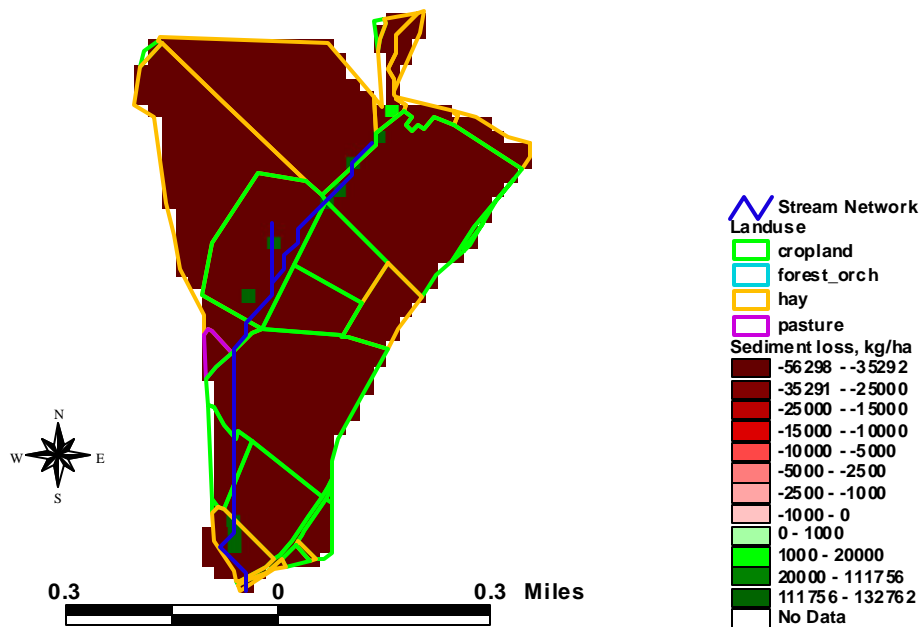 Stream Network
Landuse
cropland
forest_orch
hay
pasture
Sediment loss, kg/ha
-56298 - -35292
-35291 - -25000
-25000 - -15000
-15000 - -10000
-10000 - -5000
-5000 - -2500
-2500 - -1000
-1000 - 0
0 - 1000
1000 - 20000
20000 - 111756
111756 - 132762
No Data
N
W E
S
0.3 0 0.3 Miles